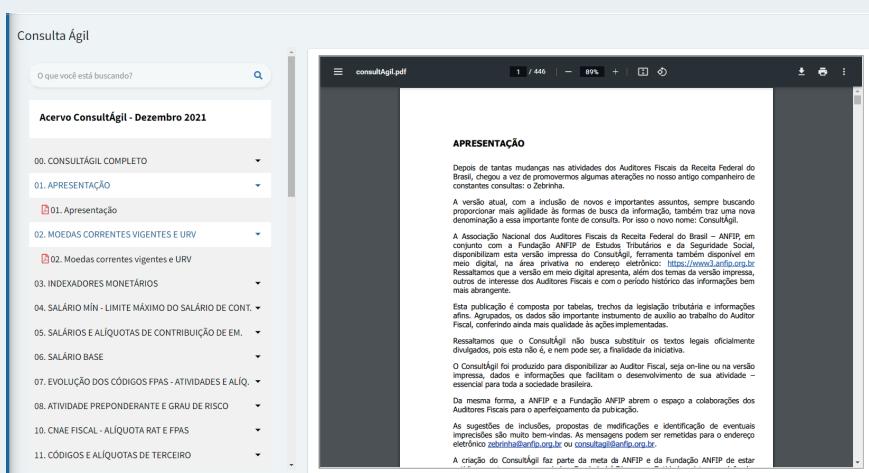 Consulta Ágil
O que você está buscando?
Acervo ConsultÁgil - Dezembro 2021
00. CONSULTÁGIL COMPLETO
01. APRESENTAÇÃO
01. Apresentação
02. MOEDAS CORRENTES VIGENTES E URV
02. Moedas correntes vigentes e URV
03. INDEXADORES MONETÁRIOS
04. SALÁRIO MÍN - LIMITE MÁXIMO DO SALÁRIO DE CONT.
05. SALÁRIOS E ALÍQUOTAS DE CONTRIBUIÇÃO DE EM.
06. SALÁRIO BASE
07. EVOLUÇÃO DOS CÓDIGOS FPAS - ATIVIDADES E ALÍQ.
08. ATIVIDADE PREPONDERANTE E GRAU DE RISCO
10. CNAE FISCAL - ALÍQUOTA RAT E FPAS
11. CÓDIGOS E ALÍQUOTAS DE TERCEIRO
consultAgil.pdf
1 / 446
89%
APRESENTAÇÃO
Depois de tantas mudanças nas atividades dos Auditores Fiscais da Receita Federal do
Brasil, chegou a vez de promovermos algumas aterações no nosso antigo companheiro de
constantes consultas: o Zebrinha.
A versão atual, com a inclusão de novos e importantes assuntos, sempre buscando
proporcionar mais agilidade às formas de busca da informação, também traz uma nova
denominação a essa importante fonte de consulta. Por isso o novo nome: ConsultÁgil.
A Associação Nacional dos Auditores Fiscais da Receita Federal do Brasil – ANFIP, em
conjunto com a Fundação ANFIP de Estudos Tributários e da Seguridade Social,
disponibilizam esta versão impressa do ConsutÁgil, ferramenta também disponível em
meio digital, na área privativa no endereço eletrônico: https://www3.anfip.org.br
Ressaltamos que a versão em meio digital apresenta, além dos temas da versão impressa,
outros de interesse dos Auditores Fiscais e com o período histórico das informações bem
mais abrangente.
Esta publicação é composta por tabelas, trechos da legislação tributária e informações
afins. Agrupados, os dados são importante instrumento de auxílio ao trabalho do Auditor
Fiscal, conferindo ainda mais qualidade às ações implementadas.
Ressaltamos que o ConsultÁgil não busca substituir os textos legais oficialmente
divulgados, pois esta não é, e nem pode ser, a finalidade da iniciativa.
O ConsultÁgil foi produzido para disponibilizar ao Auditor Fiscal, seja on-line ou na versão
impressa, dados e informações que facilitam o desenvolvimento de sua atividade –
essencial para toda a sociedade brasileira.
Da mesma forma, a ANFIP e a Fundação ANFIP abrem o espaço a colaborações dos
Auditores Fiscais para o aperfeiçoamento da publicação.
As sugestões de inclusões, propostas de modificações e identificação de eventuais
imprecisões são muito bem-vindas. As mensagens podem ser remetidas para o endereço
eletrônico zebrinha@anfip.org.br ou consultagil@anfip.org.br.
A criação do ConsultÁgil faz parte da meta da ANFIP e da Fundação ANFIP de estar